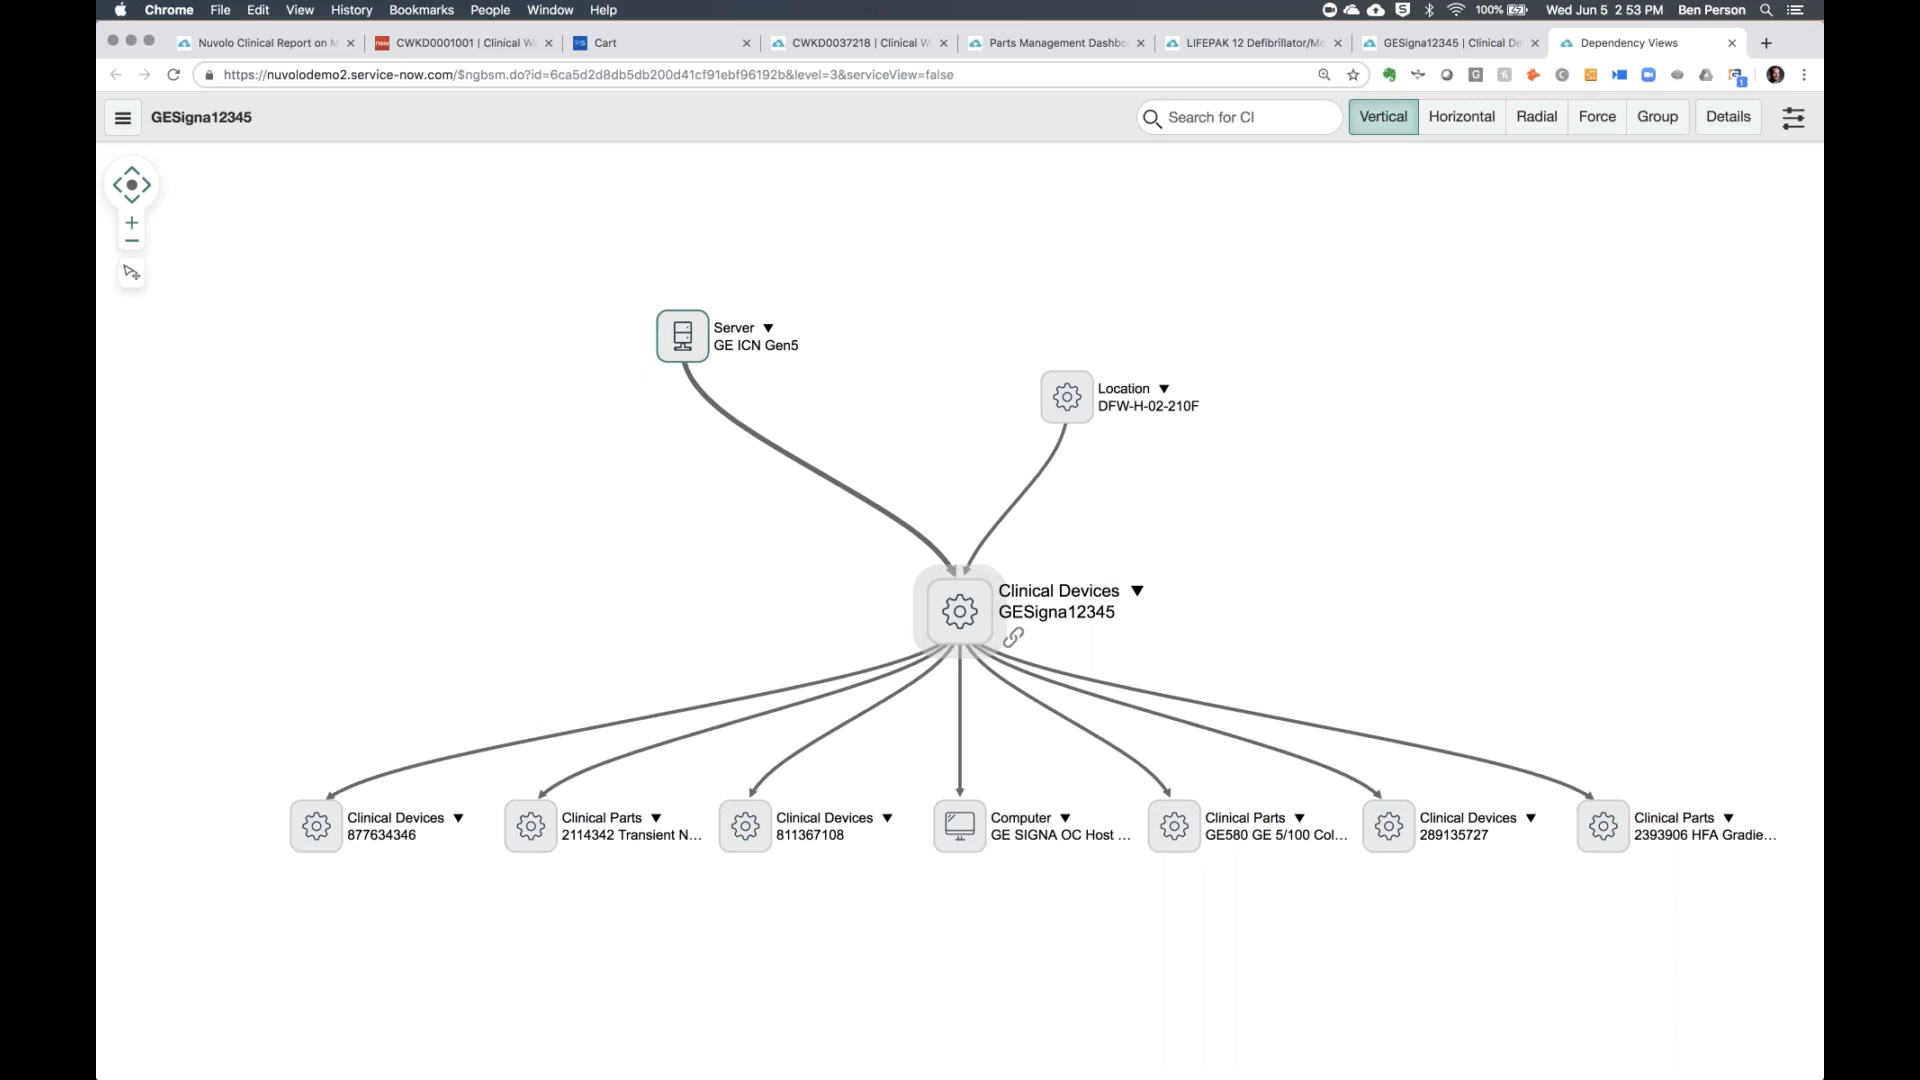 Chrome File Edit View History Bookmarks People Window Help 100% Wed Jun 5 2 53 PM Ben Person
Nuvolo Clinical Report on M CWKD0001001 | Clinical Wo Cart CWKD0037218 | Clinical W Parts Management Dashbo LIFEPAK 12 Defibrillator/Mo GESigna12345 | Clinical De Dependency Views
https://nuvolodemo2.service-now.com/$ngbsm.do?id=6ca5d2d8db5db200d41cf91ebf96192b&level=3&serviceView=false
GESigna12345 Search for CI Vertical Horizontal Radial Force Group Details
Server
GE ICN Gen5
Location
DFW-H-02-210F
Clinical Devices
GESigna12345
Clinical Devices
877634346
Clinical Parts
2114342 Transient N...
Clinical Devices
811367108
Computer
GE SIGNA OC Host ...
Clinical Parts
GE580 GE 5/100 Col...
Clinical Devices
289135727
Clinical Parts
2393906 HFA Gradie...